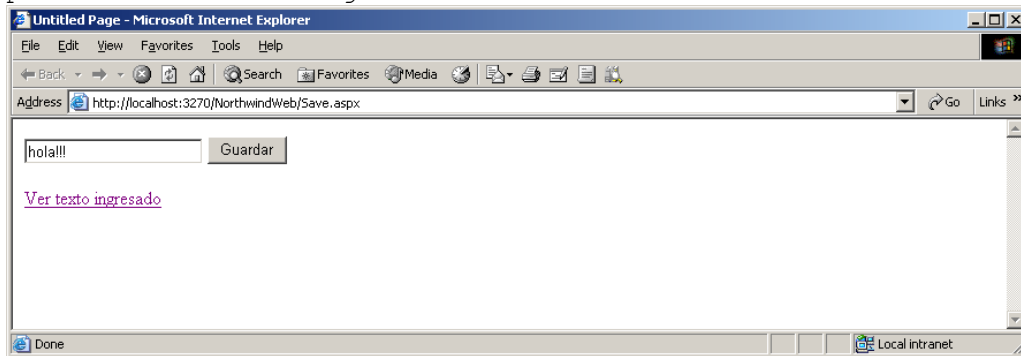 Untitled Page - Microsoft Internet Explorer
File Edit View Favorites Tools Help
Back Search Favorites Media
Address http://localhost:3270/NorthwindWeb/Save.aspx Go Links »
hola!!! Guardar
Ver texto ingresado
Done Local intranet